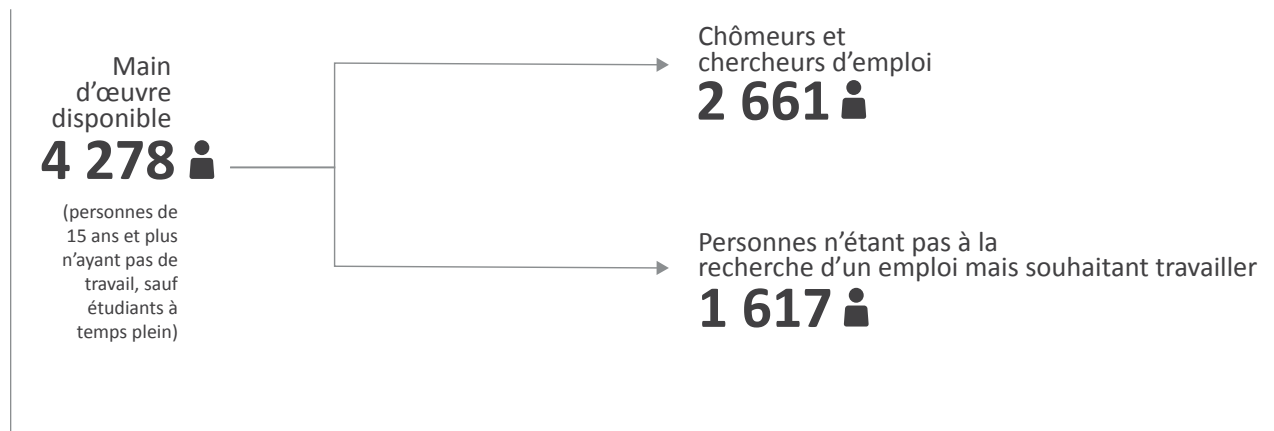 Main
d’œuvre
disponible
4 278
(personnes de
15 ans et plus
n’ayant pas de
travail, sauf
étudiants à
temps plein)
Chômeurs et
chercheurs d’emploi
2 661
Personnes n’étant pas à la
recherche d’un emploi mais souhaitant travailler
1 617